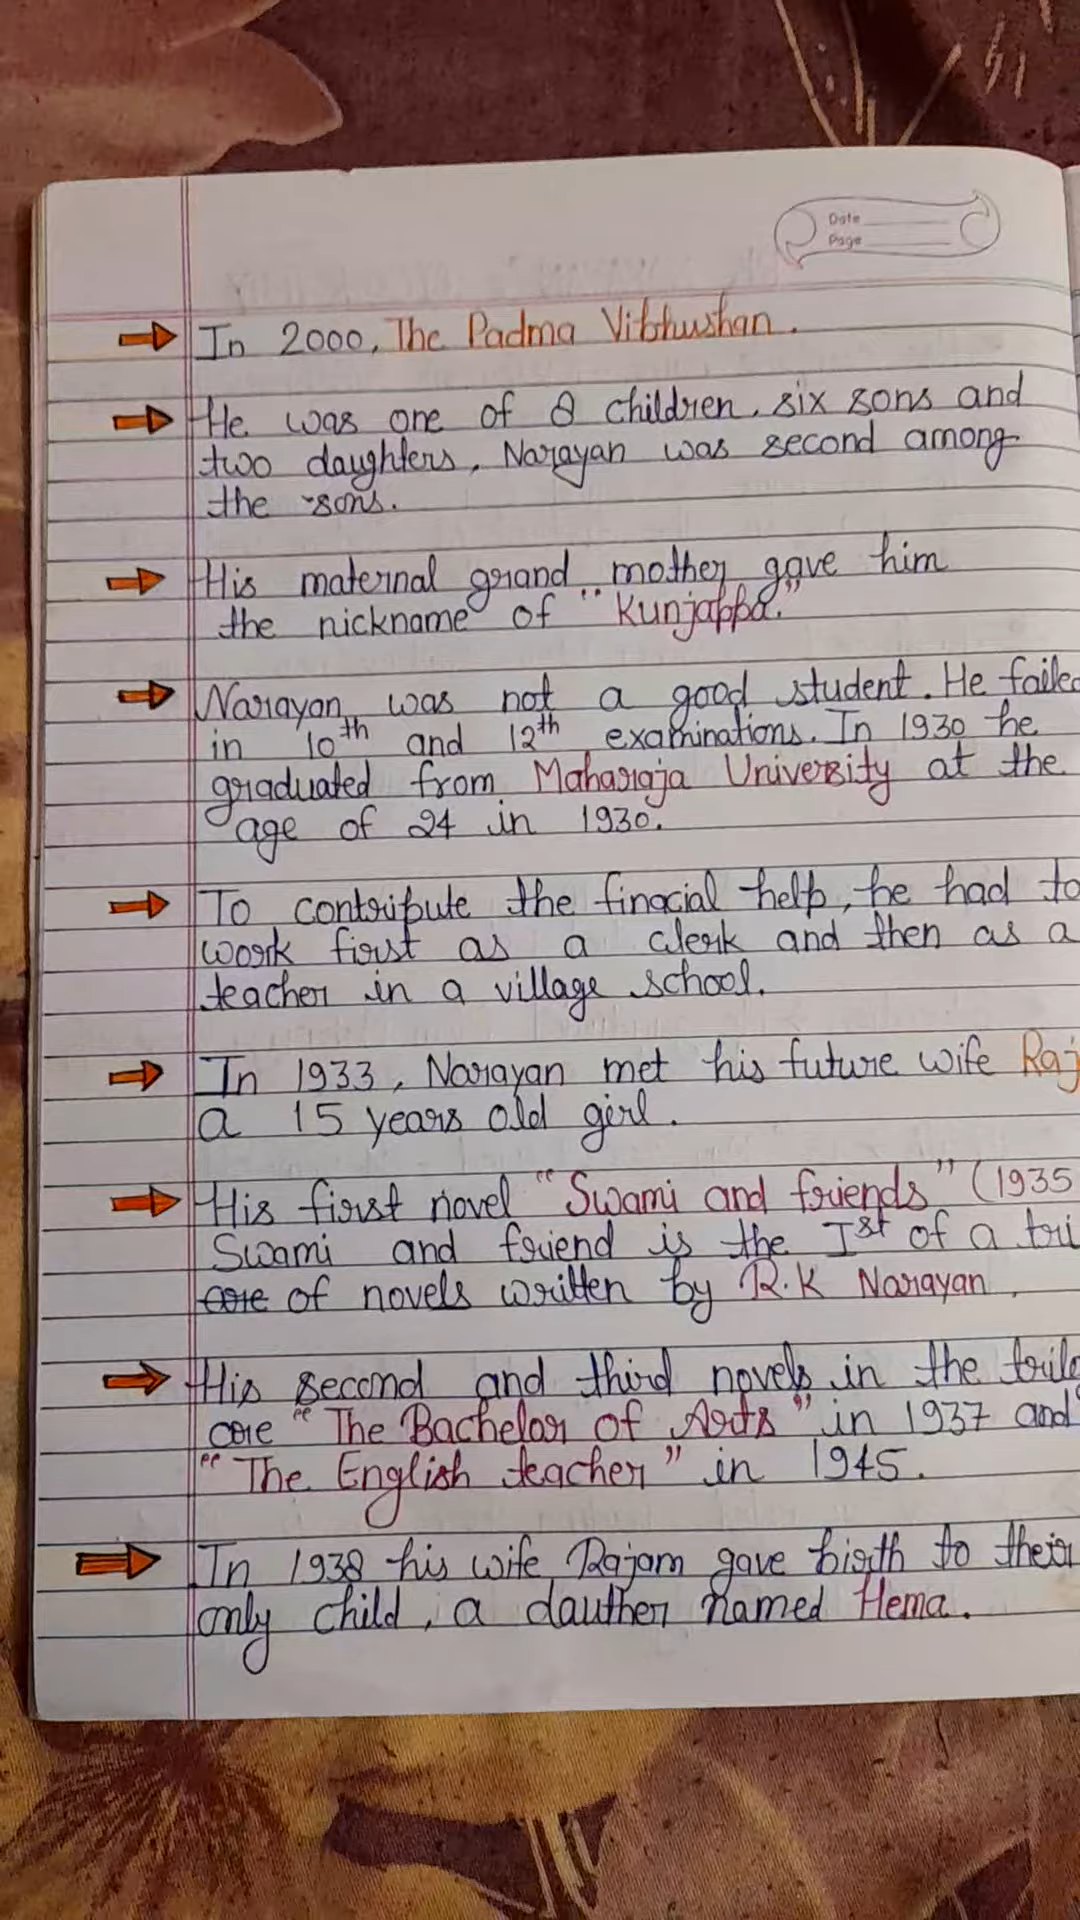 Date
Page
In 2000, The Padma Vibhushan.
He was one of 8 children, six sons and
two daughters, Narayan was second among
the sons.
His maternal grand mother gave him
the nickname of "Kunjappa."
Narayan was not a good student. He faile
in 10th and 12th examinations. In 1930 he
graduated from Maharaja University at the
age of 24 in 1930.
To contribute the finacial help, he had to
work first as a clerk and then as a
teacher in a village school.
In 1933, Narayan met his future wife Raj
a 15 years old girl.
His first novel "Swami and friends" (1935
Swami and friend is the Ist of a tri
core of novels written by R.K Narayan.
His second and third novels in the trilo
core "The Bachelor of Arts" in 1937 and
"The English teacher" in 1945.
In 1938 his wife Rajam gave birth to their
only child, a dauther named Hema.